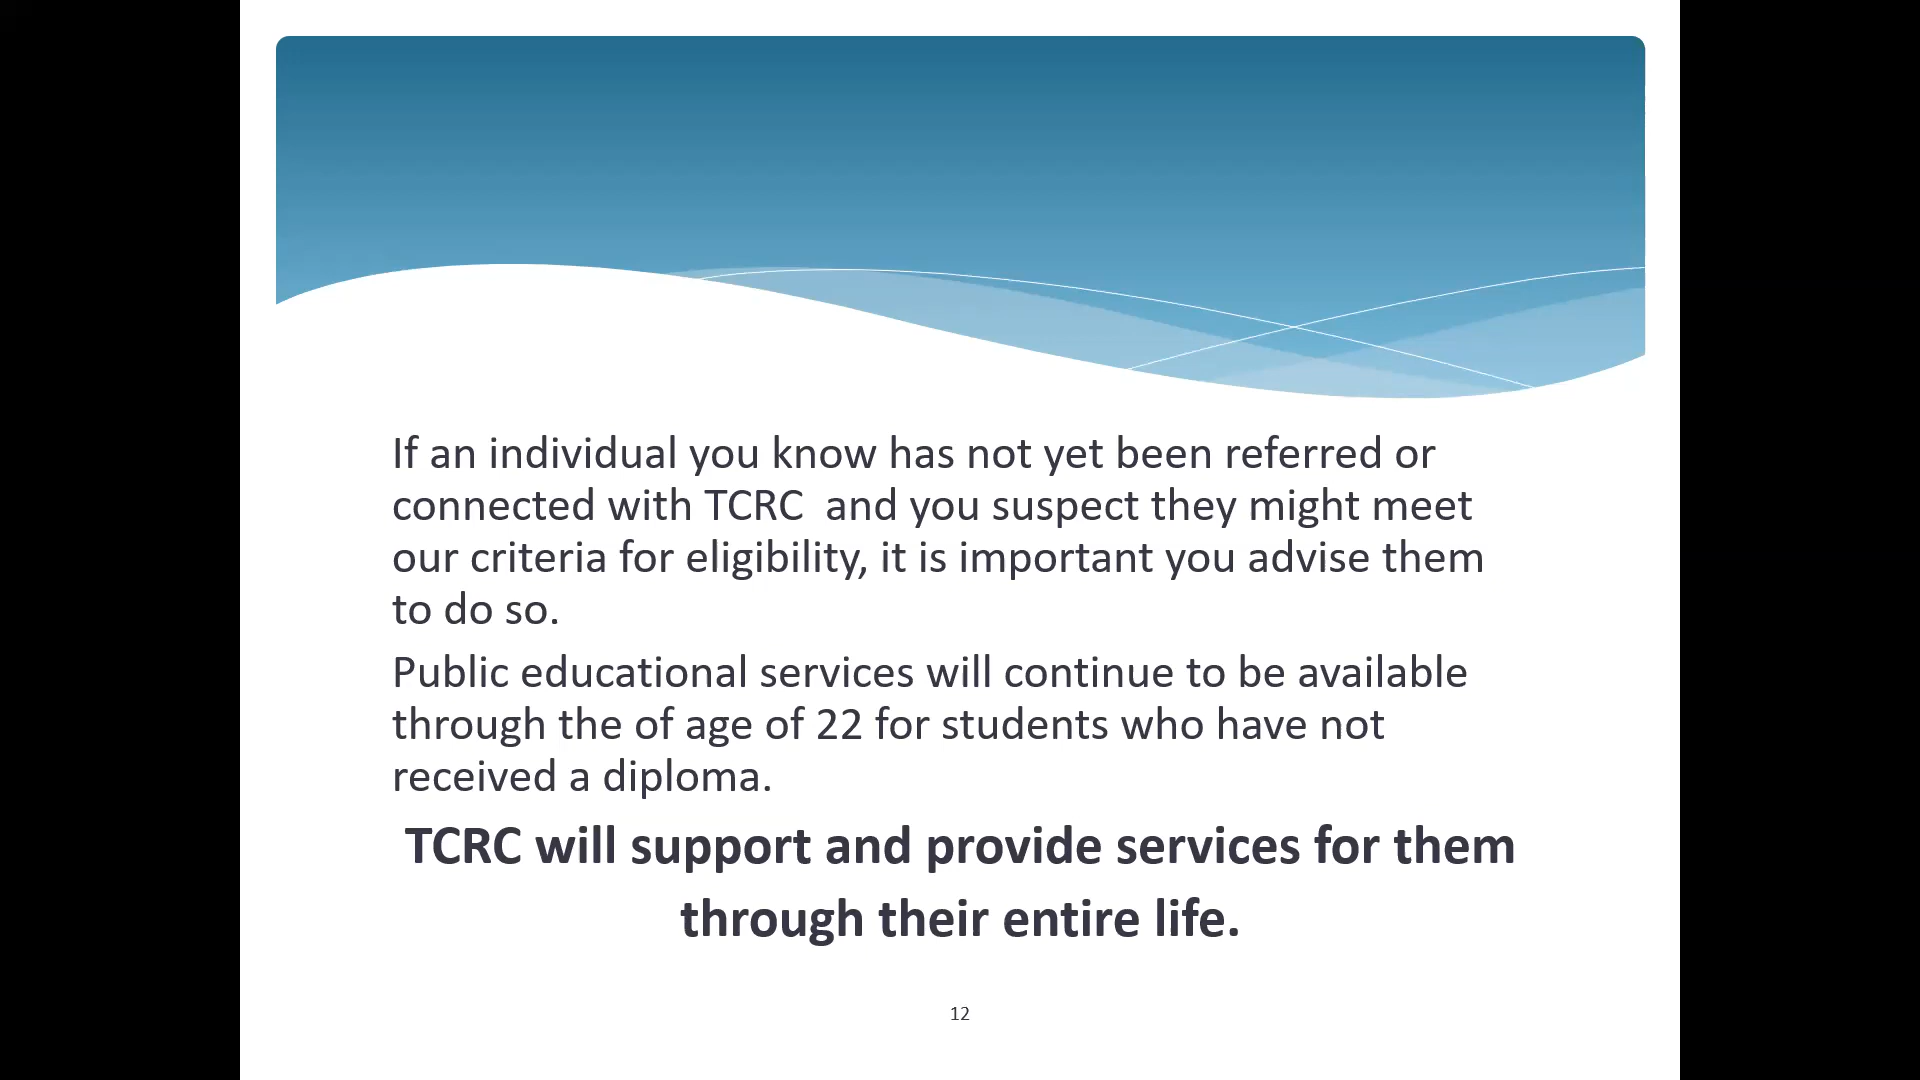 If an individual you know has not yet been referred or
connected with TCRC  and you suspect they might meet
our criteria for eligibility, it is important you advise them
to do so.
Public educational services will continue to be available
through the of age of 22 for students who have not
received a diploma.
TCRC will support and provide services for them
through their entire life.
12